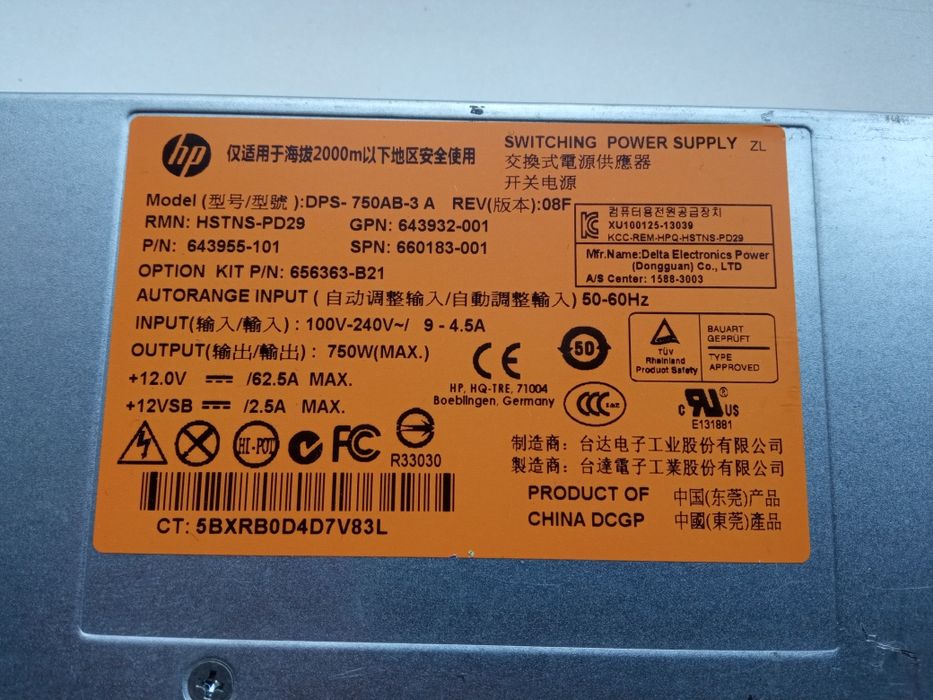 hp
仅适用于海拔2000m以下地区安全使用
SWITCHING POWER SUPPLY ZL
交換式電源供應器
开关电源
Model (型号/型號):DPS- 750AB-3 A REV(版本):08F
RMN: HSTNS-PD29 GPN: 643932-001
P/N: 643955-101 SPN: 660183-001
OPTION KIT P/N: 656363-B21
컴퓨터용전원공급장치
XU100125-13039
KCC-REM-HPQ-HSTNS-PD29
Mfr.Name:Delta Electronics Power
(Dongguan) Co., LTD
A/S Center: 1588-3003
AUTORANGE INPUT ( 自动调整输入/自動調整輸入) 50-60Hz
INPUT(输入/輸入) : 100V-240V~/ 9 - 4.5A
OUTPUT(输出/輸出) : 750W(MAX.)
+12.0V /62.5A MAX.
+12VSB /2.5A MAX.
CE
HP, HQ-TRE, 71004
Boeblingen, Germany
50
TÜV
Rheinland
Product Safety
BAUART
GEPRÜFT
TYPE
APPROVED
CCC
c RU US
E131881
HI-POT
FC
R33030
制造商: 台达电子工业股份有限公司
製造商: 台達電子工業股份有限公司
PRODUCT OF 中国(东莞)产品
CHINA DCGP 中國(東莞)產品
CT: 5BXRB0D4D7V83L